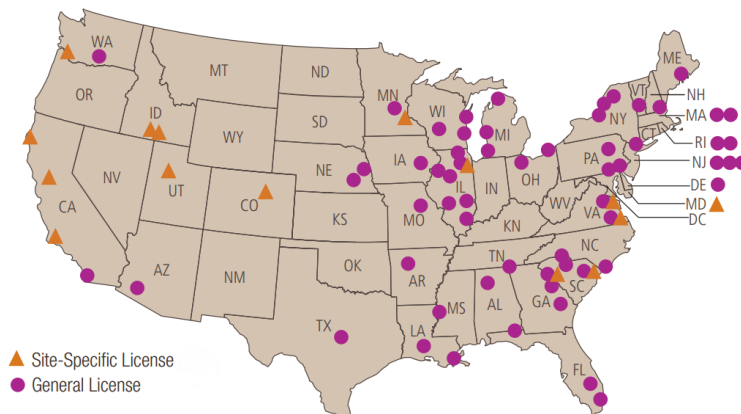 WA
ME
MT
ND
MN
VT
NH
OR
ID
WI
MI
NY
MA
SD
WY
CT
RI
IA
PA
NJ
NE
OH
NV
UT
IL
IN
DE
CO
WV
MD
CA
KS
MO
VA
DC
KN
NC
TN
OK
AZ
NM
AR
SC
MS
AL
GA
TX
LA
FL
Site-Specific License
General License